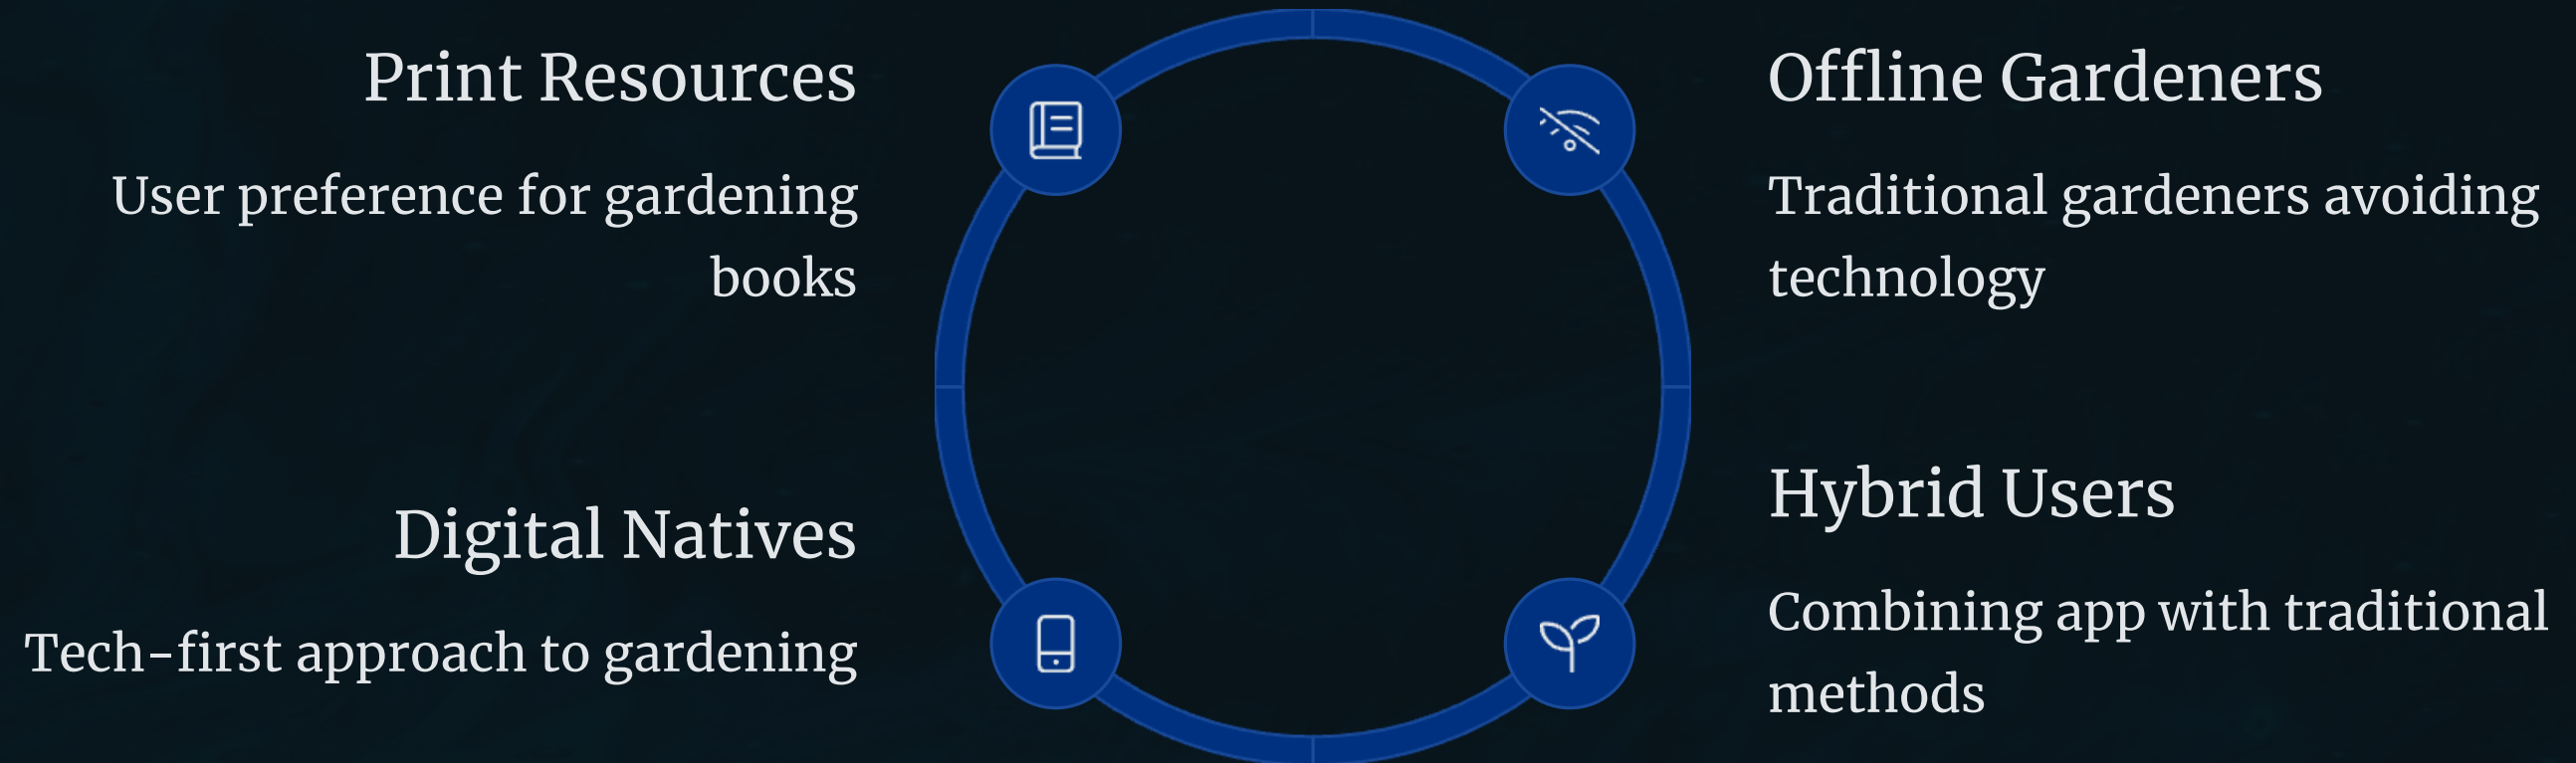 Print Resources
User preference for gardening
books
Offline Gardeners
Traditional gardeners avoiding
technology
Digital Natives
Tech-first approach to gardening
Hybrid Users
Combining app with traditional
methods